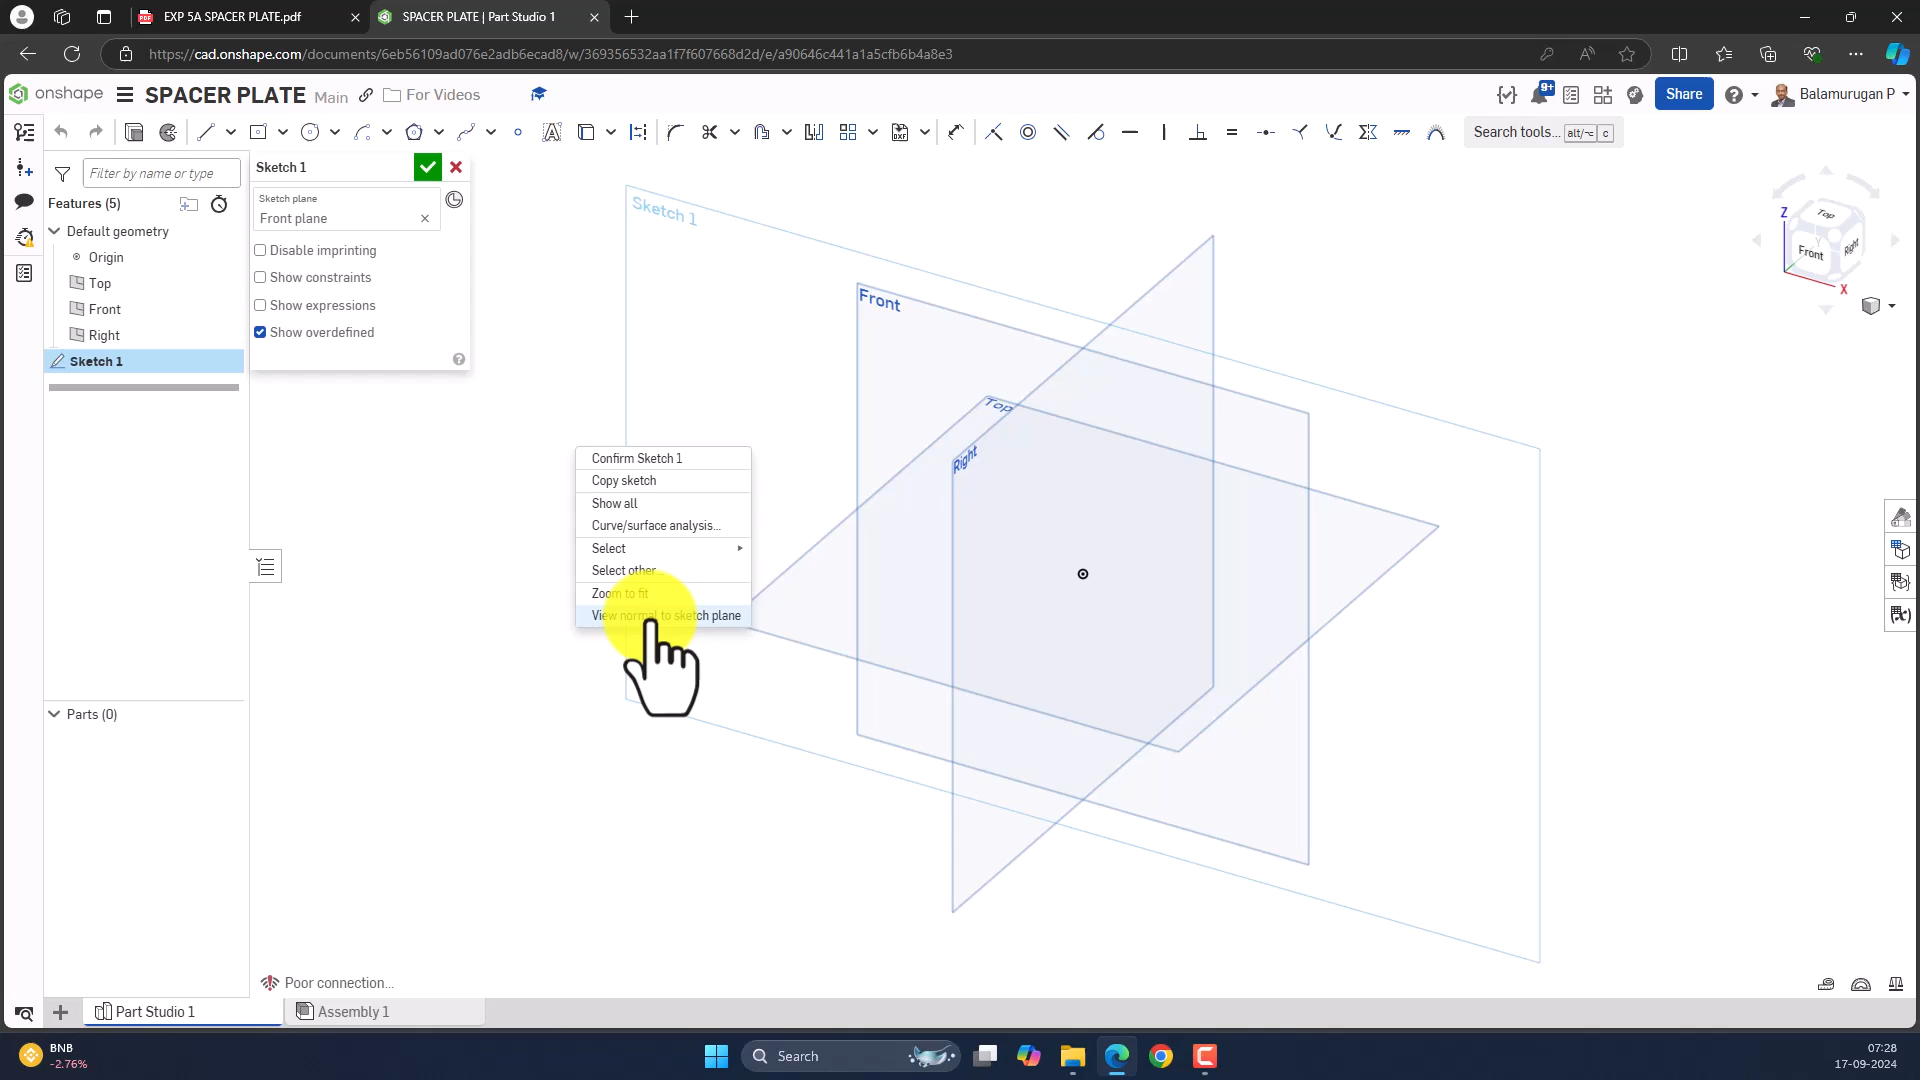 EXP 5A SPACER PLATE.pdf
SPACER PLATE | Part Studio 1
https://cad.onshape.com/documents/6eb56109ad076e2adb6ecad8/w/369356532aa1f7f607668d2d/e/a90646c441a1a5cfb6b4a8e3
onshape
SPACER PLATE Main
For Videos
9+
Share
Balamurugan P
Search tools... alt/⌥ c
Filter by name or type
Features (5)
Default geometry
Origin
Top
Front
Right
Sketch 1
Sketch 1
Sketch plane
Front plane
Disable imprinting
Show constraints
Show expressions
Show overdefined
Sketch 1
Front
Top
Right
Z
Top
Front
Y
Right
X
Confirm Sketch 1
Copy sketch
Show all
Curve/surface analysis...
Select
Select other...
Zoom to fit
View normal to sketch plane
Parts (0)
Poor connection...
Part Studio 1
Assembly 1
BNB
-2.76%
Search
07:28
17-09-2024